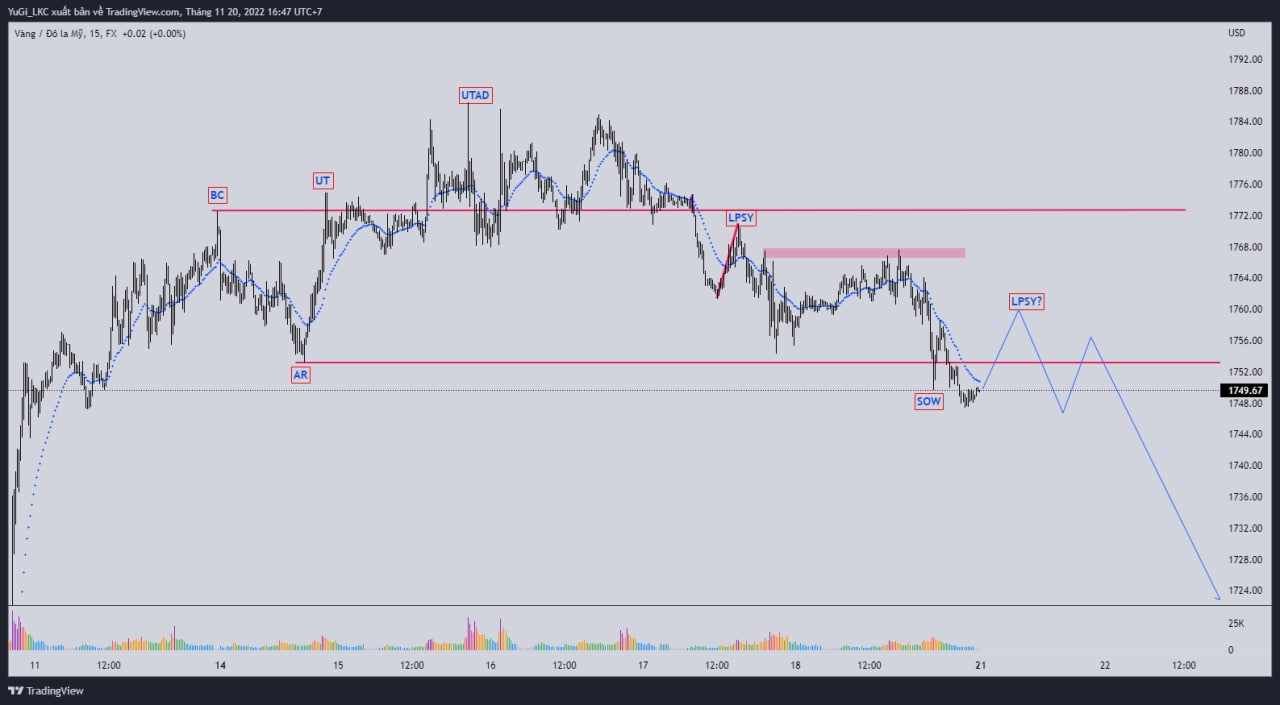 YuGi_LKC xuất bản về TradingView.com, Tháng 11 20, 2022 16:47 UTC+7
Vàng / Đô la Mỹ, 15, FX +0.02 (+0.00%)
USD
1792.00
1788.00
UTAD
1784.00
1780.00
UT
1776.00
BC
1772.00
LPSY
1768.00
1764.00
LPSY?
1760.00
1756.00
AR
1752.00
1749.67
SOW
1748.00
1744.00
1740.00
1736.00
1732.00
1728.00
1724.00
25K
0
11 12:00 14 15 12:00 16 12:00 17 12:00 18 12:00 21 22 12:00
TradingView